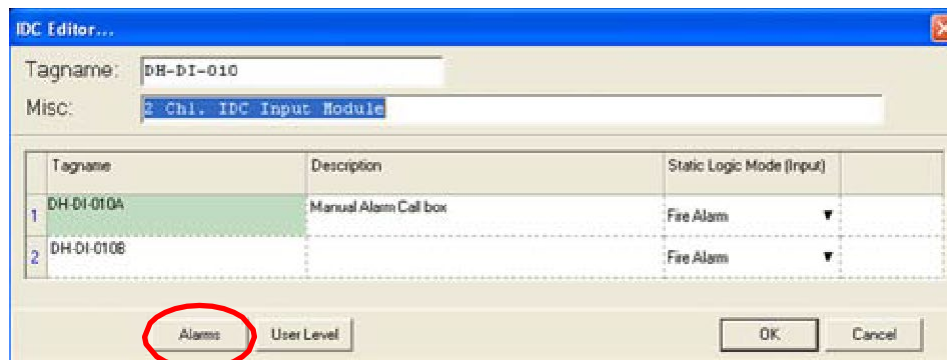 IDC Editor...
Tagname: DH-DI-010
Misc: 2 Chl. IDC Input Module
Tagname Description Static Logic Mode (Input)
1 DH-DI-010A Manual Alarm Call box Fire Alarm
2 DH-DI-010B Fire Alarm
Alarms User Level OK Cancel